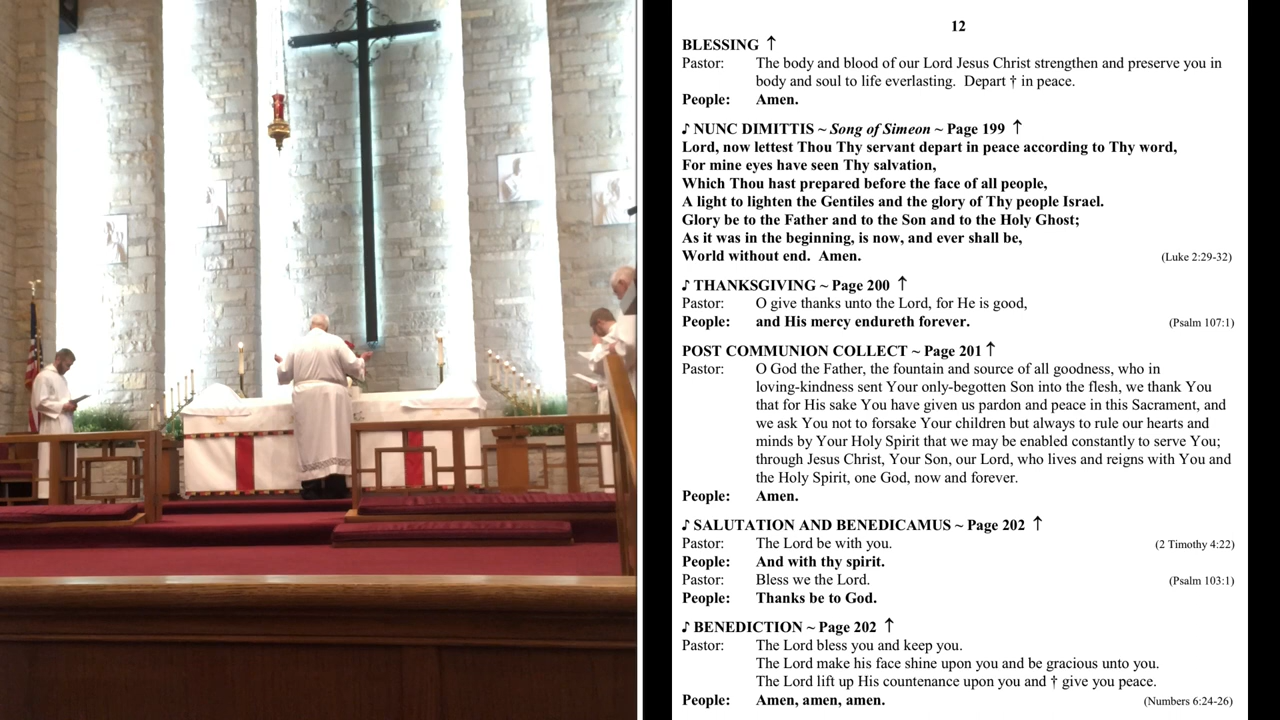 12
BLESSING ↑
Pastor: The body and blood of our Lord Jesus Christ strengthen and preserve you in
body and soul to life everlasting. Depart † in peace.
People: Amen.
♪ NUNC DIMITTIS ~ Song of Simeon ~ Page 199 ↑
Lord, now lettest Thou Thy servant depart in peace according to Thy word,
For mine eyes have seen Thy salvation,
Which Thou hast prepared before the face of all people,
A light to lighten the Gentiles and the glory of Thy people Israel.
Glory be to the Father and to the Son and to the Holy Ghost;
As it was in the beginning, is now, and ever shall be,
World without end. Amen. (Luke 2:29-32)
♪ THANKSGIVING ~ Page 200 ↑
Pastor: O give thanks unto the Lord, for He is good,
People: and His mercy endureth forever. (Psalm 107:1)
POST COMMUNION COLLECT ~ Page 201 ↑
Pastor: O God the Father, the fountain and source of all goodness, who in
loving-kindness sent Your only-begotten Son into the flesh, we thank You
that for His sake You have given us pardon and peace in this Sacrament, and
we ask You not to forsake Your children but always to rule our hearts and
minds by Your Holy Spirit that we may be enabled constantly to serve You;
through Jesus Christ, Your Son, our Lord, who lives and reigns with You and
the Holy Spirit, one God, now and forever.
People: Amen.
♪ SALUTATION AND BENEDICAMUS ~ Page 202 ↑
Pastor: The Lord be with you. (2 Timothy 4:22)
People: And with thy spirit.
Pastor: Bless we the Lord. (Psalm 103:1)
People: Thanks be to God.
♪ BENEDICTION ~ Page 202 ↑
Pastor: The Lord bless you and keep you.
The Lord make his face shine upon you and be gracious unto you.
The Lord lift up His countenance upon you and † give you peace.
People: Amen, amen, amen. (Numbers 6:24-26)